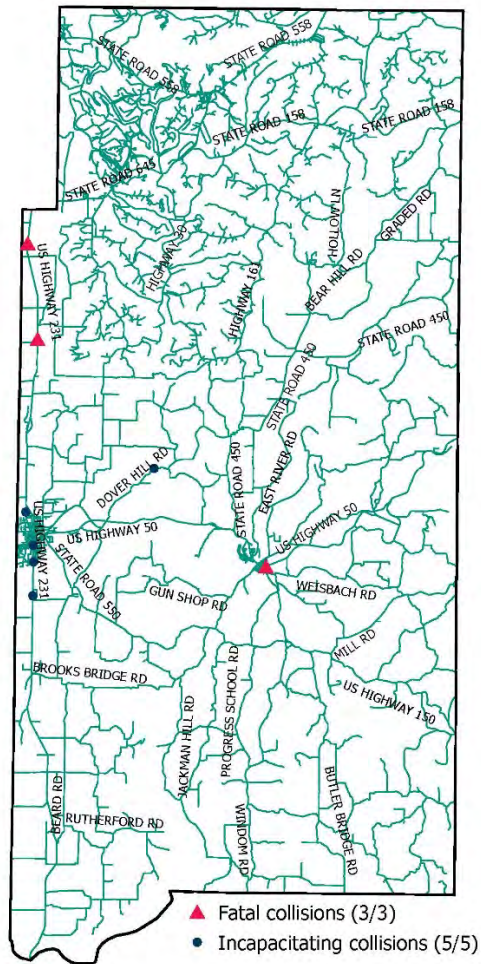 STATE ROAD 558
STATE ROAD 558
STATE ROAD 158
STATE ROAD 158
STATE ROAD 645
HOLLOW LN
GRADED RD
HIGHWAY 30
US HIGHWAY 231
HIGHWAY 161
BEAR HILL RD
STATE ROAD 450
STATE ROAD 450
DOVER HILL RD
STATE ROAD 450
EAST RIVER RD
US HIGHWAY 231
US HIGHWAY 50
US HIGHWAY 50
STATE ROAD 550
GUN SHOP RD
WEISBACH RD
BROOKS BRIDGE RD
PROGRESS SCHOOL RD
MILL RD
US HIGHWAY 150
JACKMAN HILL RD
BEARD RD
RUTHERFORD RD
WINDOM RD
BUTLER BRIDGE RD
Fatal collisions (3/3)
Incapacitating collisions (5/5)